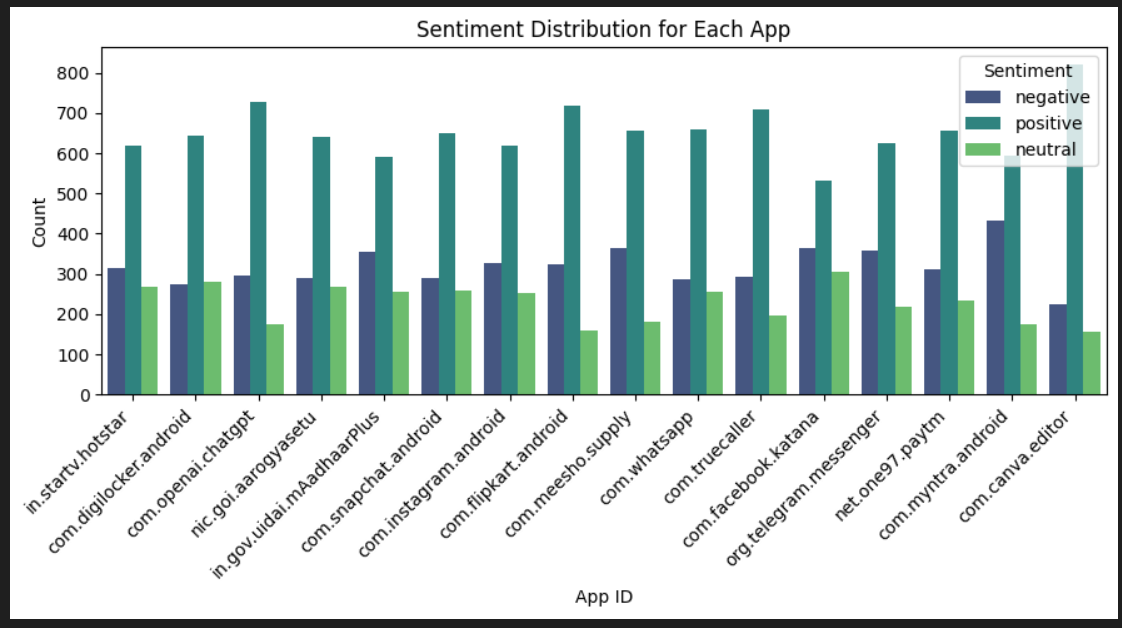 Sentiment Distribution for Each App
Sentiment
negative
positive
neutral
Count
800
700
600
500
400
300
200
100
0
in.startv.hotstar
com.digilocker.android
com.openai.chatgpt
nic.goi.aarogyasetu
in.gov.uidai.mAadhaarPlus
com.snapchat.android
com.instagram.android
com.flipkart.android
com.meesho.supply
com.whatsapp
com.truecaller
com.facebook.katana
org.telegram.messenger
net.one97.paytm
com.myntra.android
com.canva.editor
App ID